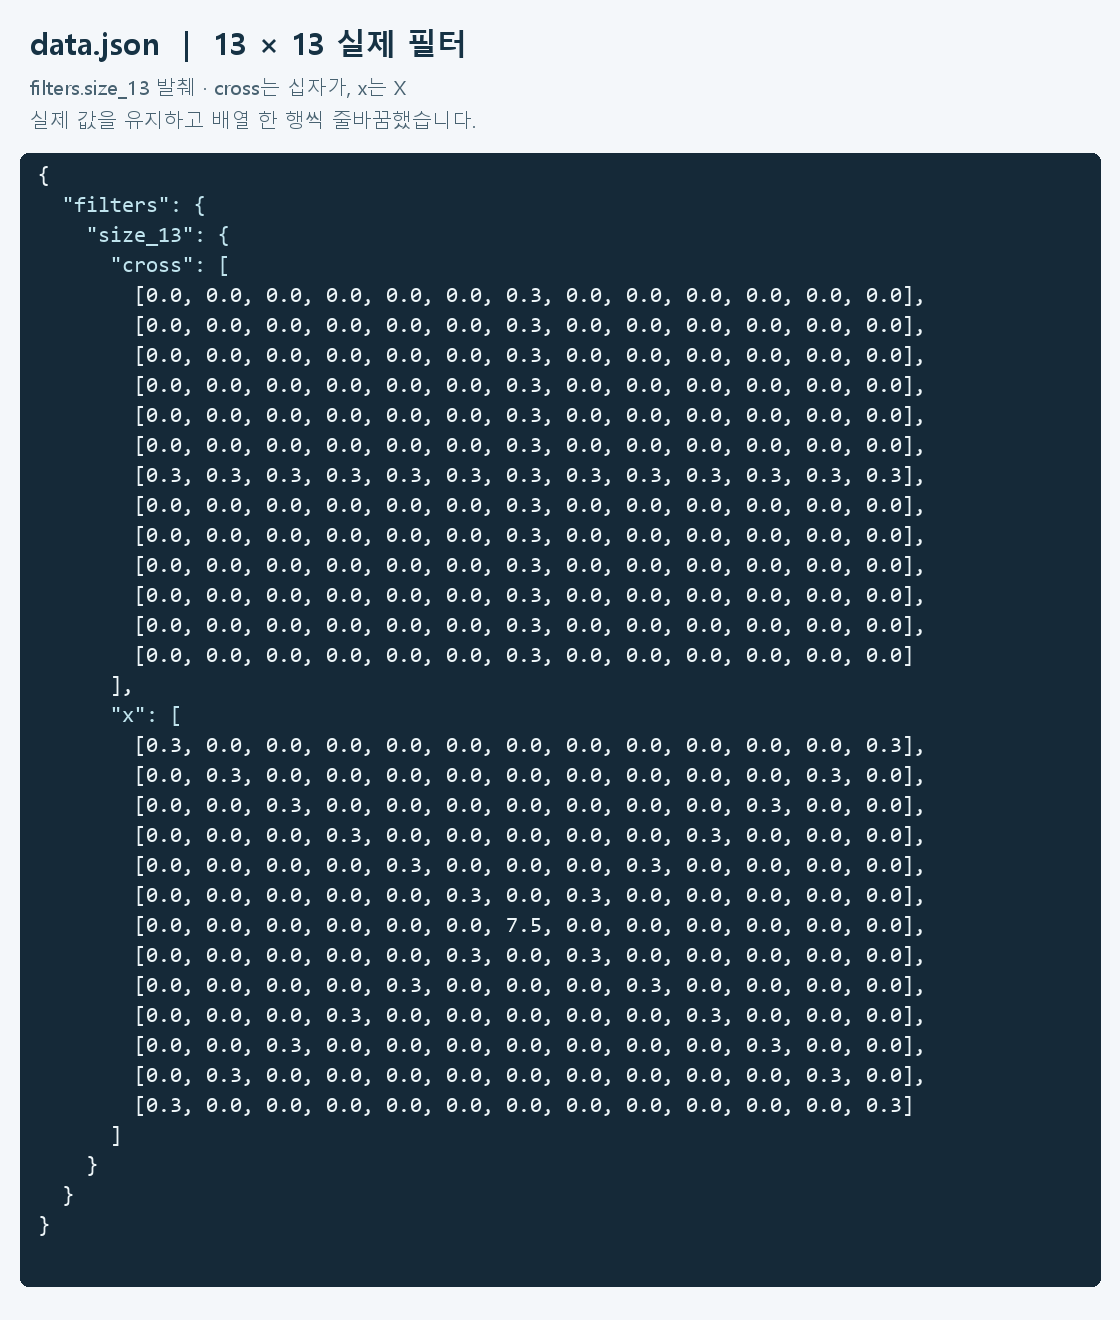 data.json | 13 × 13 실제 필터
filters.size_13 발췌 · cross는 십자가, x는 X
실제 값을 유지하고 배열 한 행씩 줄바꿈했습니다.
{
  "filters": {
    "size_13": {
      "cross": [
        [0.0, 0.0, 0.0, 0.0, 0.0, 0.0, 0.3, 0.0, 0.0, 0.0, 0.0, 0.0, 0.0],
        [0.0, 0.0, 0.0, 0.0, 0.0, 0.0, 0.3, 0.0, 0.0, 0.0, 0.0, 0.0, 0.0],
        [0.0, 0.0, 0.0, 0.0, 0.0, 0.0, 0.3, 0.0, 0.0, 0.0, 0.0, 0.0, 0.0],
        [0.0, 0.0, 0.0, 0.0, 0.0, 0.0, 0.3, 0.0, 0.0, 0.0, 0.0, 0.0, 0.0],
        [0.0, 0.0, 0.0, 0.0, 0.0, 0.0, 0.3, 0.0, 0.0, 0.0, 0.0, 0.0, 0.0],
        [0.0, 0.0, 0.0, 0.0, 0.0, 0.0, 0.3, 0.0, 0.0, 0.0, 0.0, 0.0, 0.0],
        [0.3, 0.3, 0.3, 0.3, 0.3, 0.3, 0.3, 0.3, 0.3, 0.3, 0.3, 0.3, 0.3],
        [0.0, 0.0, 0.0, 0.0, 0.0, 0.0, 0.3, 0.0, 0.0, 0.0, 0.0, 0.0, 0.0],
        [0.0, 0.0, 0.0, 0.0, 0.0, 0.0, 0.3, 0.0, 0.0, 0.0, 0.0, 0.0, 0.0],
        [0.0, 0.0, 0.0, 0.0, 0.0, 0.0, 0.3, 0.0, 0.0, 0.0, 0.0, 0.0, 0.0],
        [0.0, 0.0, 0.0, 0.0, 0.0, 0.0, 0.3, 0.0, 0.0, 0.0, 0.0, 0.0, 0.0],
        [0.0, 0.0, 0.0, 0.0, 0.0, 0.0, 0.3, 0.0, 0.0, 0.0, 0.0, 0.0, 0.0],
        [0.0, 0.0, 0.0, 0.0, 0.0, 0.0, 0.3, 0.0, 0.0, 0.0, 0.0, 0.0, 0.0]
      ],
      "x": [
        [0.3, 0.0, 0.0, 0.0, 0.0, 0.0, 0.0, 0.0, 0.0, 0.0, 0.0, 0.0, 0.3],
        [0.0, 0.3, 0.0, 0.0, 0.0, 0.0, 0.0, 0.0, 0.0, 0.0, 0.0, 0.3, 0.0],
        [0.0, 0.0, 0.3, 0.0, 0.0, 0.0, 0.0, 0.0, 0.0, 0.0, 0.3, 0.0, 0.0],
        [0.0, 0.0, 0.0, 0.3, 0.0, 0.0, 0.0, 0.0, 0.0, 0.3, 0.0, 0.0, 0.0],
        [0.0, 0.0, 0.0, 0.0, 0.3, 0.0, 0.0, 0.0, 0.3, 0.0, 0.0, 0.0, 0.0],
        [0.0, 0.0, 0.0, 0.0, 0.0, 0.3, 0.0, 0.3, 0.0, 0.0, 0.0, 0.0, 0.0],
        [0.0, 0.0, 0.0, 0.0, 0.0, 0.0, 7.5, 0.0, 0.0, 0.0, 0.0, 0.0, 0.0],
        [0.0, 0.0, 0.0, 0.0, 0.0, 0.3, 0.0, 0.3, 0.0, 0.0, 0.0, 0.0, 0.0],
        [0.0, 0.0, 0.0, 0.0, 0.3, 0.0, 0.0, 0.0, 0.3, 0.0, 0.0, 0.0, 0.0],
        [0.0, 0.0, 0.0, 0.3, 0.0, 0.0, 0.0, 0.0, 0.0, 0.3, 0.0, 0.0, 0.0],
        [0.0, 0.0, 0.3, 0.0, 0.0, 0.0, 0.0, 0.0, 0.0, 0.0, 0.3, 0.0, 0.0],
        [0.0, 0.3, 0.0, 0.0, 0.0, 0.0, 0.0, 0.0, 0.0, 0.0, 0.0, 0.3, 0.0],
        [0.3, 0.0, 0.0, 0.0, 0.0, 0.0, 0.0, 0.0, 0.0, 0.0, 0.0, 0.0, 0.3]
      ]
    }
  }
}